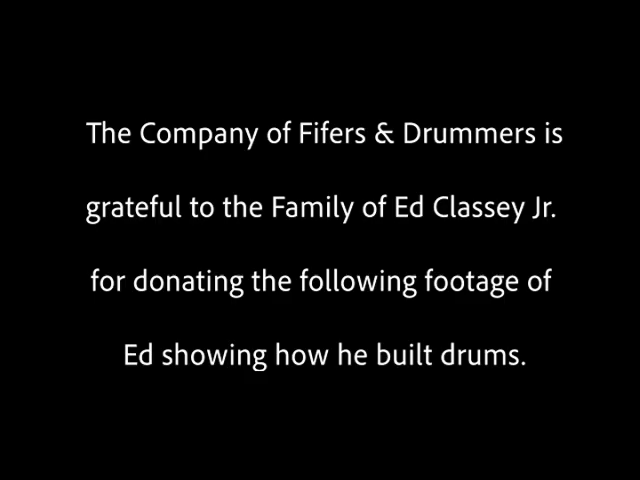 The Company of Fifers & Drummers is
grateful to the Family of Ed Classey Jr.
for donating the following footage of
Ed showing how he built drums.